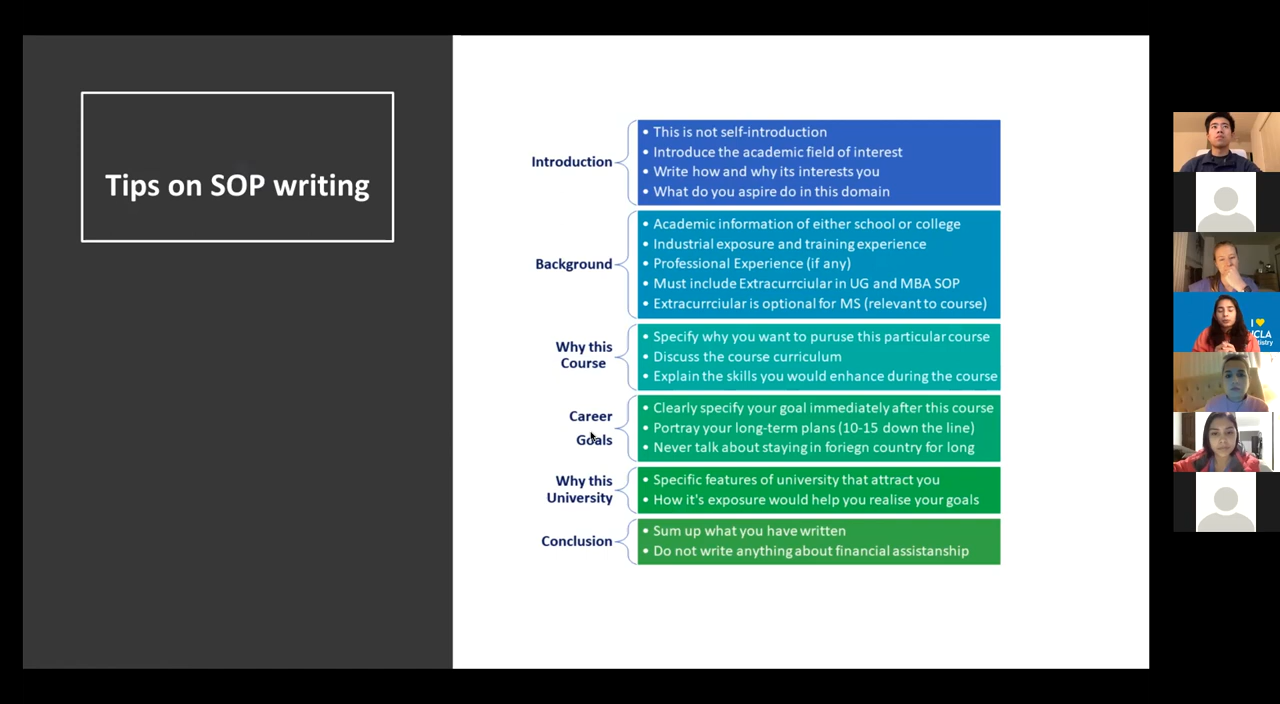 Tips on SOP writing
Introduction
• This is not self-introduction
• Introduce the academic field of interest
• Write how and why its interests you
• What do you aspire do in this domain
Background
• Academic information of either school or college
• Industrial exposure and training experience
• Professional Experience (if any)
• Must include Extracurrciular in UG and MBA SOP
• Extracurrciular is optional for MS (relevant to course)
Why this
Course
• Specify why you want to puruse this particular course
• Discuss the course curriculum
• Explain the skills you would enhance during the course
Career
Goals
• Clearly specify your goal immediately after this course
• Portray your long-term plans (10-15 down the line)
• Never talk about staying in foriegn country for long
Why this
University
• Specific features of university that attract you
• How it's exposure would help you realise your goals
Conclusion
• Sum up what you have written
• Do not write anything about financial assistanship
I